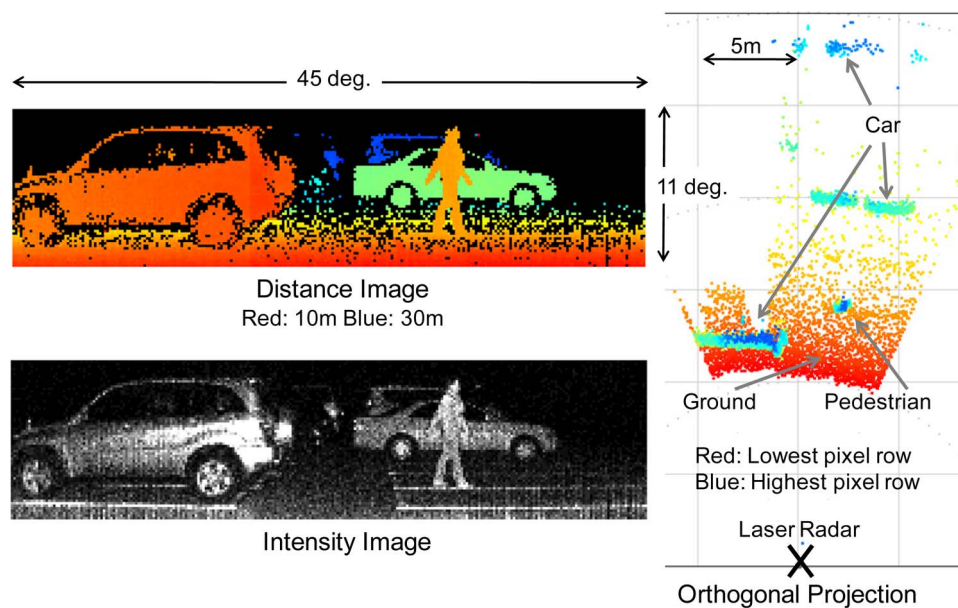 45 deg.
Distance Image
Red: 10m Blue: 30m
Intensity Image
5m
Car
11 deg.
Ground
Pedestrian
Red: Lowest pixel row
Blue: Highest pixel row
Laser Radar
Orthogonal Projection